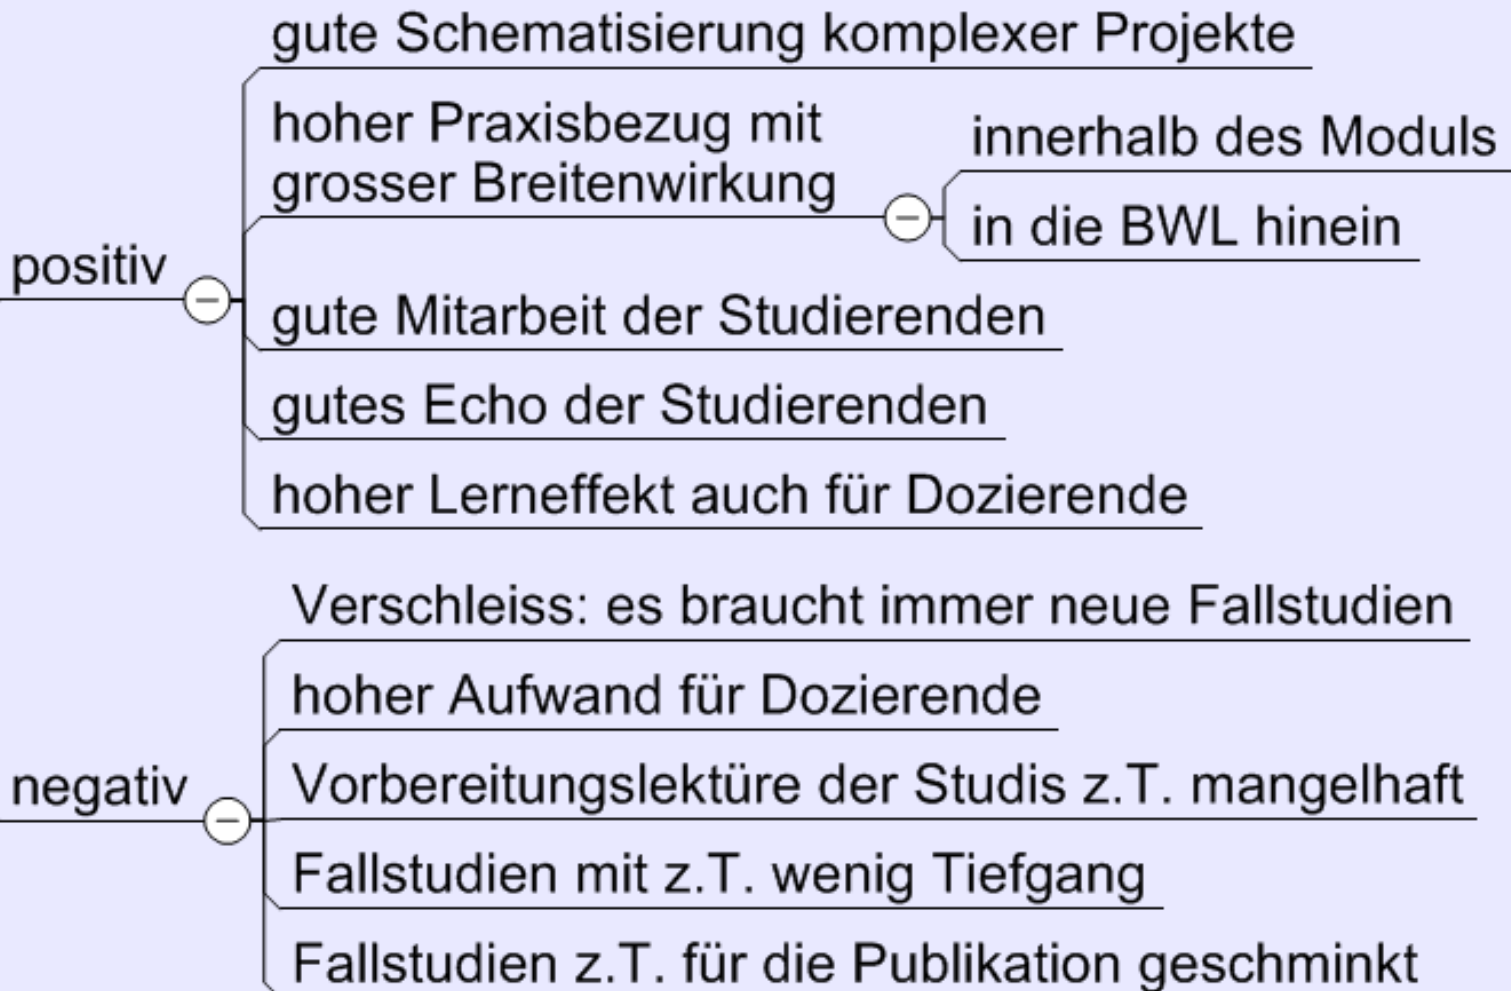 gute Schematisierung komplexer Projekte
hoher Praxisbezug mit
grosser Breitenwirkung
innerhalb des Moduls
in die BWL hinein
positiv
gute Mitarbeit der Studierenden
gutes Echo der Studierenden
hoher Lerneffekt auch für Dozierende
Verschleiss: es braucht immer neue Fallstudien
hoher Aufwand für Dozierende
negativ
Vorbereitungslektüre der Studis z.T. mangelhaft
Fallstudien mit z.T. wenig Tiefgang
Fallstudien z.T. für die Publikation geschminkt